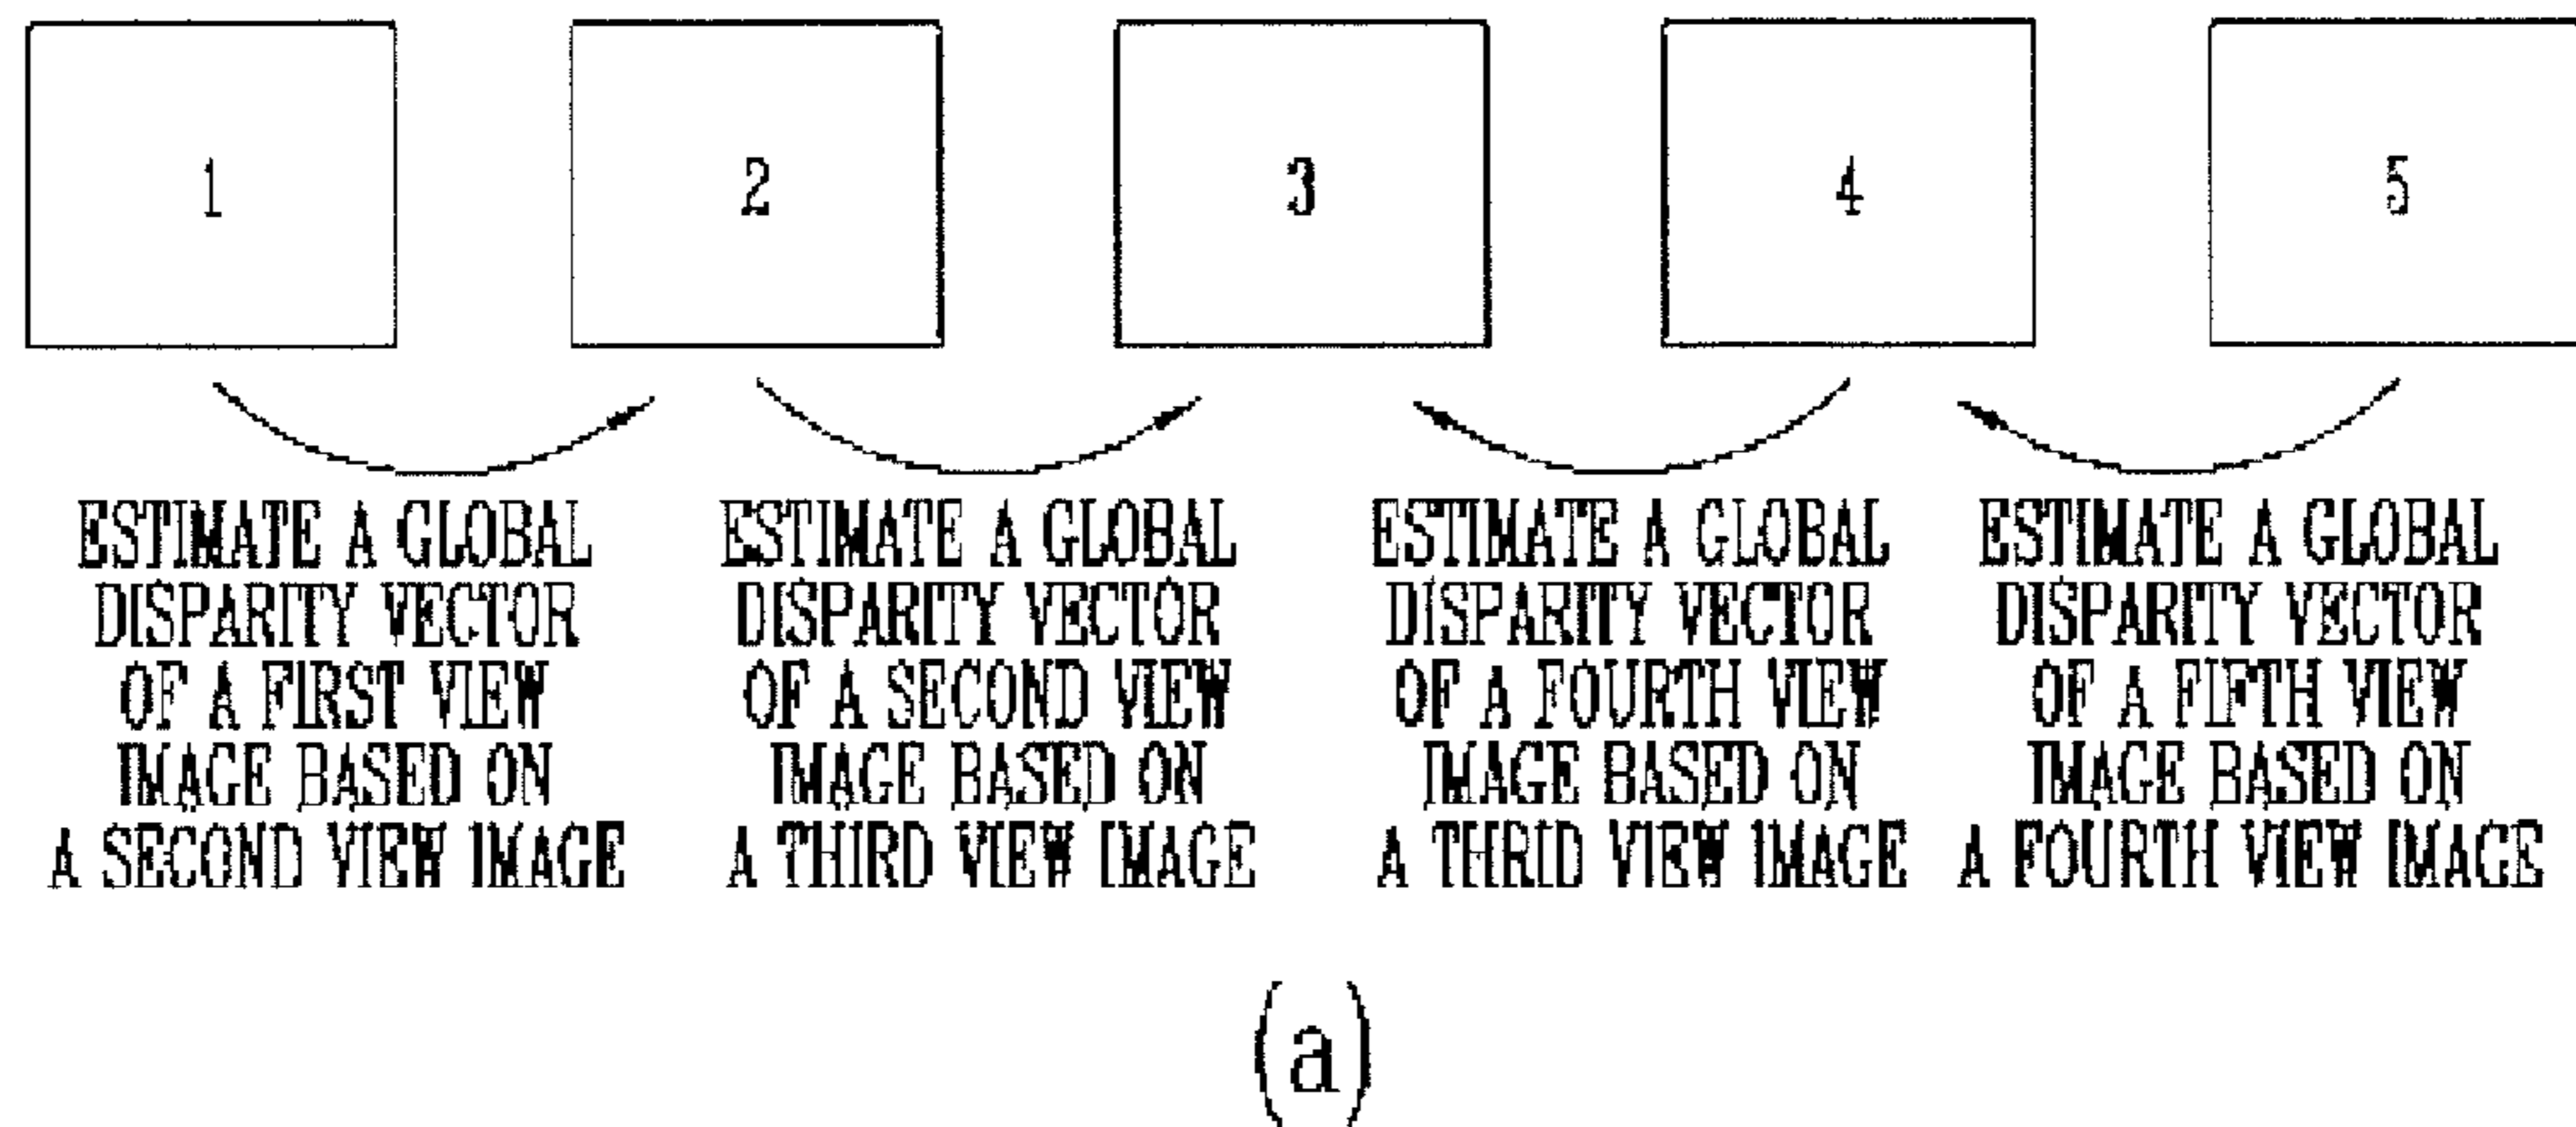 1 2 3 4 5
ESTIMATE A GLOBAL
DISPARITY VECTOR
OF A FIRST VIEW
IMAGE BASED ON
A SECOND VIEW IMAGE
ESTIMATE A GLOBAL
DISPARITY VECTOR
OF A SECOND VIEW
IMAGE BASED ON
A THIRD VIEW IMAGE
ESTIMATE A GLOBAL
DISPARITY VECTOR
OF A FOURTH VIEW
IMAGE BASED ON
A THRID VIEW IMAGE
ESTIMATE A GLOBAL
DISPARITY VECTOR
OF A FIFTH VIEW
IMAGE BASED ON
A FOURTH VIEW IMAGE
(a)